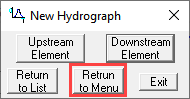 New Hydrograph
Upstream
Element
Downstream
Element
Return
to List
Retrun
to Menu
Exit